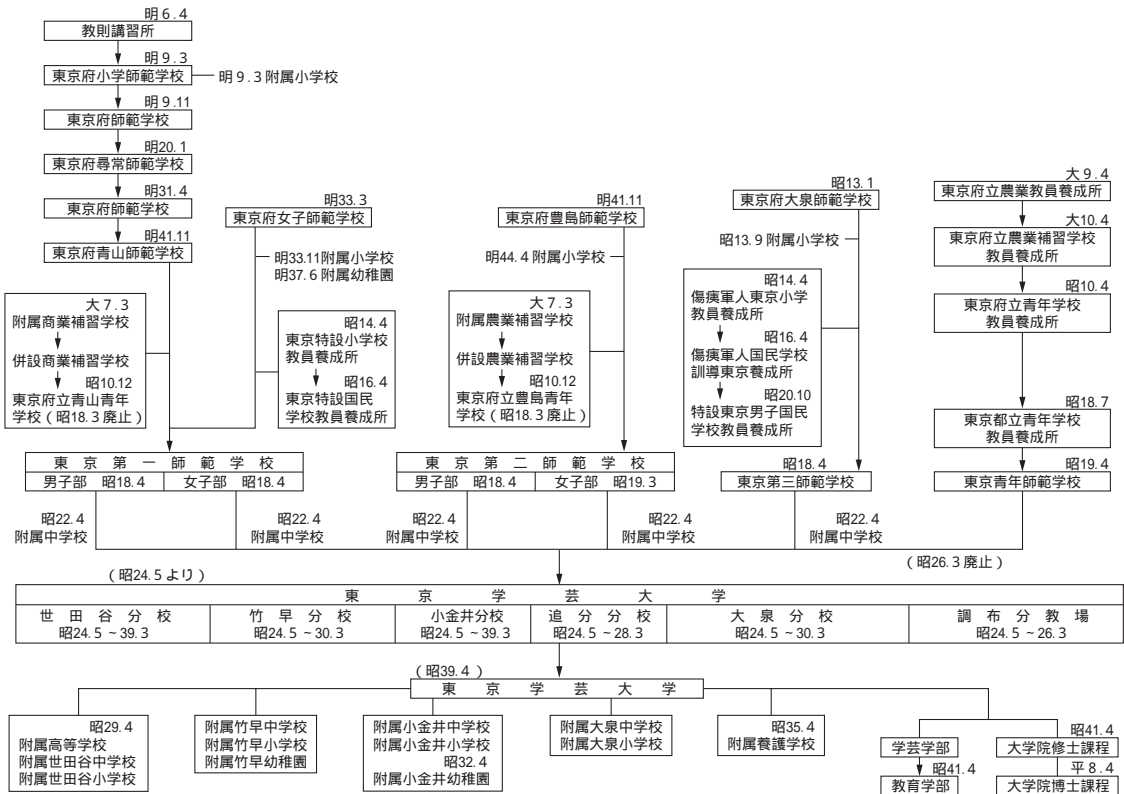 明6.4
教則講習所
明9.3
東京府小学師範学校
明9.3附属小学校
明9.11
東京府師範学校
明20.1
東京府尋常師範学校
明31.4
東京府師範学校
明41.11
東京府青山師範学校
大7.3
附属商業補習学校
併設商業補習学校
昭10.12
東京府立青山青年
学校(昭18.3廃止)
明33.3
東京府女子師範学校
明33.11附属小学校
明37.6附属幼稚園
昭14.4
東京特設小学校
教員養成所
昭16.4
東京特設国民
学校教員養成所
明41.11
東京府豊島師範学校
明44.4附属小学校
大7.3
附属農業補習学校
併設農業補習学校
昭10.12
東京府立豊島青年
学校(昭18.3廃止)
昭13.1
東京府大泉師範学校
昭13.9附属小学校
昭14.4
傷痍軍人東京小学
教員養成所
昭16.4
傷痍軍人国民学校
訓導東京養成所
昭20.10
特設東京男子国民
学校教員養成所
大9.4
東京府立農業教員養成所
大10.4
東京府立農業補習学校
教員養成所
昭10.4
東京府立青年学校
教員養成所
昭18.7
東京都立青年学校
教員養成所
昭19.4
東京青年師範学校
東京第一師範学校
男子部 昭18.4 女子部 昭18.4
東京第二師範学校
男子部 昭18.4 女子部 昭19.3
昭18.4
東京第三師範学校
昭22.4
附属中学校
昭22.4
附属中学校
昭22.4
附属中学校
昭22.4
附属中学校
昭22.4
附属中学校
(昭26.3廃止)
(昭24.5より)
東京学芸大学
世田谷分校
昭24.5~39.3
竹早分校
昭24.5~30.3
小金井分校
昭24.5~39.3
追分分校
昭24.5~28.3
大泉分校
昭24.5~30.3
調布分教場
昭24.5~26.3
(昭39.4)
東京学芸大学
昭29.4
附属高等学校
附属世田谷中学校
附属世田谷小学校
附属竹早中学校
附属竹早小学校
附属竹早幼稚園
附属小金井中学校
附属小金井小学校
昭32.4
附属小金井幼稚園
附属大泉中学校
附属大泉小学校
昭35.4
附属養護学校
学芸学部
昭41.4
教育学部
昭41.4
大学院修士課程
平8.4
大学院博士課程